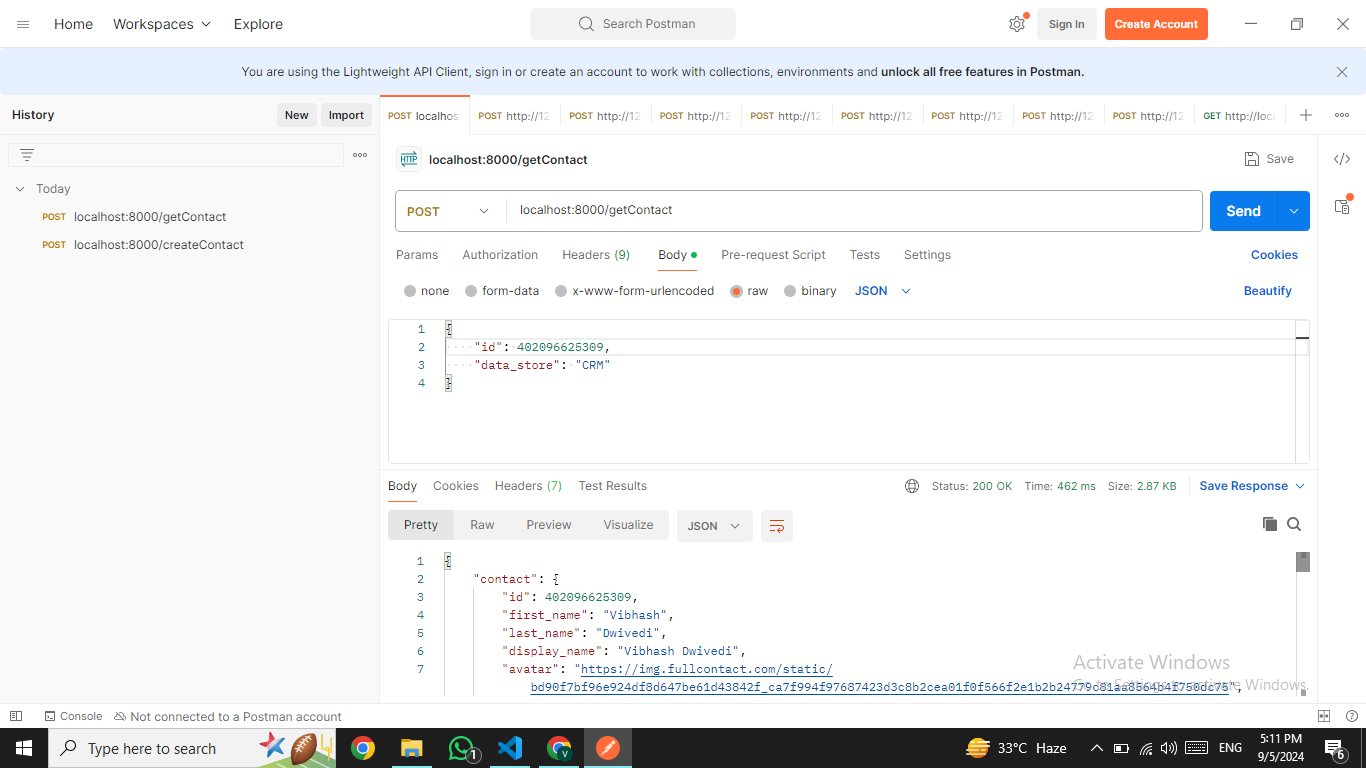 Home Workspaces Explore Search Postman Sign In Create Account
You are using the Lightweight API Client, sign in or create an account to work with collections, environments and unlock all free features in Postman.
History New Import
POST localhos POST http://12 POST http://12 POST http://12 POST http://12 POST http://12 POST http://12 POST http://12 POST http://12 GET http://loc
HTTP localhost:8000/getContact Save </>
Today
POST localhost:8000/getContact
POST localhost:8000/createContact
POST localhost:8000/getContact Send
Params Authorization Headers (9) Body Pre-request Script Tests Settings Cookies
none form-data x-www-form-urlencoded raw binary JSON Beautify
1 {
2 "id": 402096625309,
3 "data_store": "CRM"
4 }
Body Cookies Headers (7) Test Results Status: 200 OK Time: 462 ms Size: 2.87 KB Save Response
Pretty Raw Preview Visualize JSON
1 {
2 "contact": {
3 "id": 402096625309,
4 "first_name": "Vibhash",
5 "last_name": "Dwivedi",
6 "display_name": "Vibhash Dwivedi",
7 "avatar": "https://img.fullcontact.com/static/
Activate Windows
Go to Settings to activate Windows.
Console Not connected to a Postman account
Type here to search 1 V 33°C Haze ENG 5:11 PM 6
9/5/2024